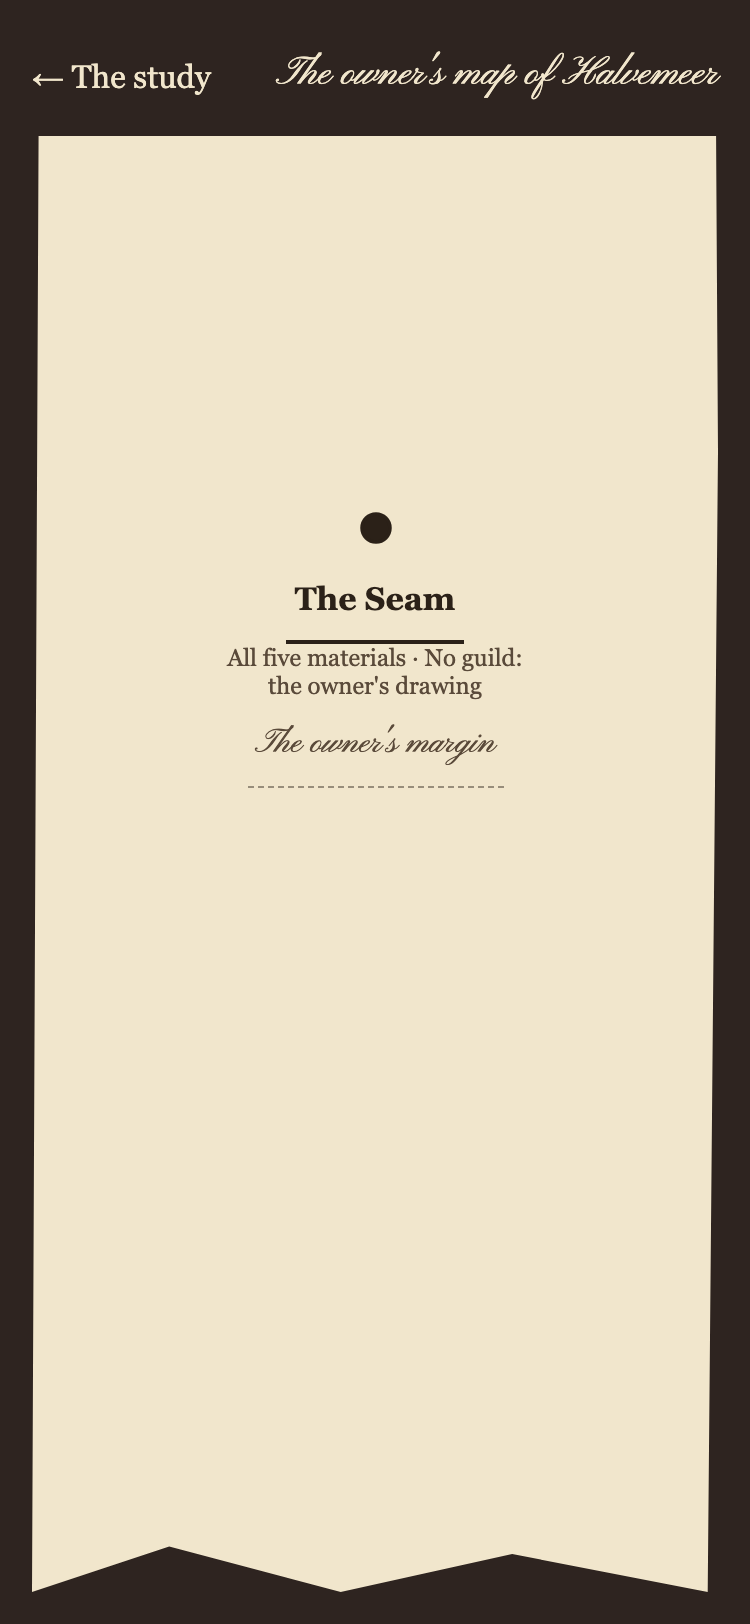 ← The study
The owner's map of Halvemeer
The Seam
All five materials · No guild:
the owner's drawing
The owner's margin